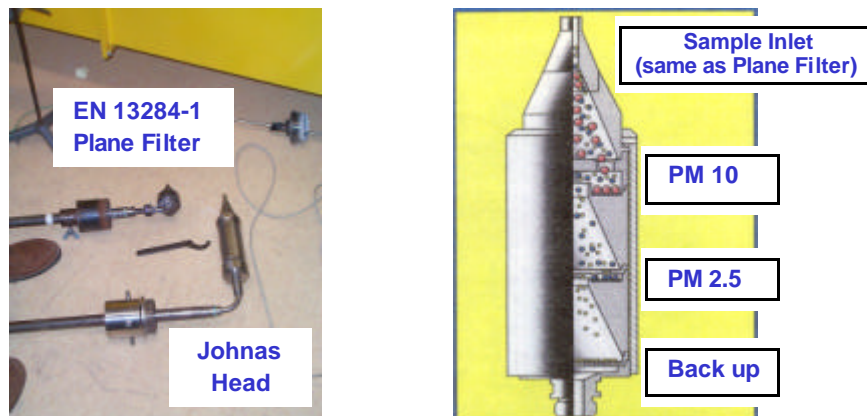 EN 13284-1
Plane Filter
Johnas
Head
Sample Inlet
(same as Plane Filter)
PM 10
PM 2.5
Back up